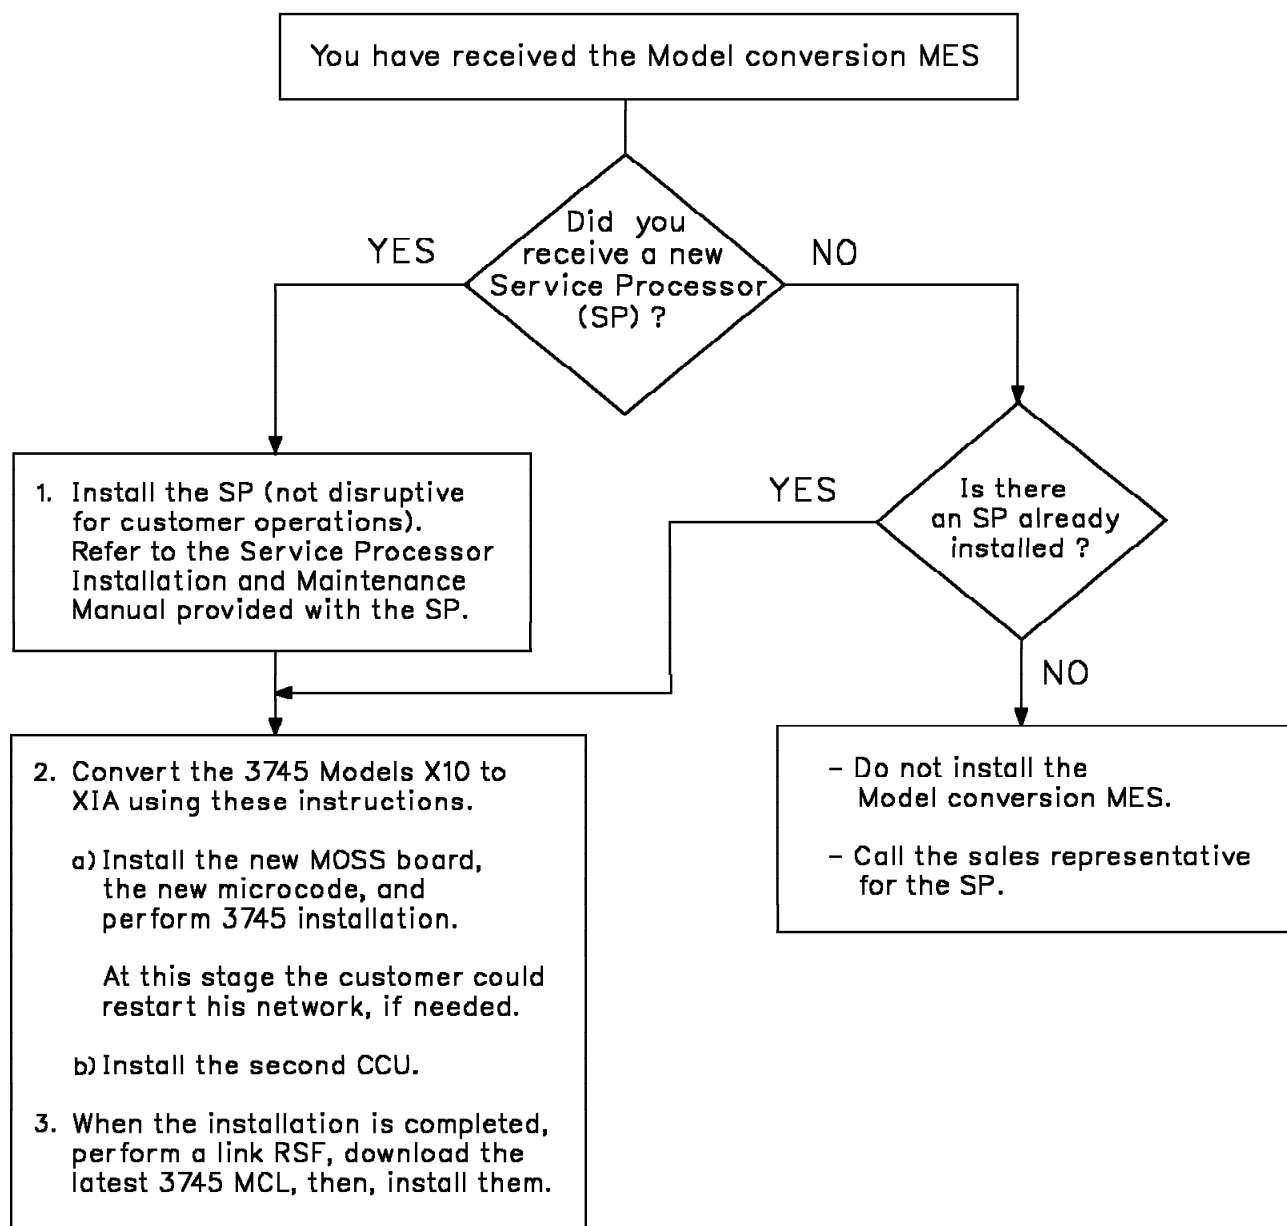 You have received the Model conversion MES
Did you
receive a new
Service Processor
(SP) ?
YES
NO
1. Install the SP (not disruptive
for customer operations).
Refer to the Service Processor
Installation and Maintenance
Manual provided with the SP.
YES
Is there
an SP already
installed ?
NO
2. Convert the 3745 Models X10 to
XIA using these instructions.
a) Install the new MOSS board,
the new microcode, and
perform 3745 installation.
At this stage the customer could
restart his network, if needed.
b) Install the second CCU.
3. When the installation is completed,
perform a link RSF, download the
latest 3745 MCL, then, install them.
– Do not install the
Model conversion MES.
– Call the sales representative
for the SP.